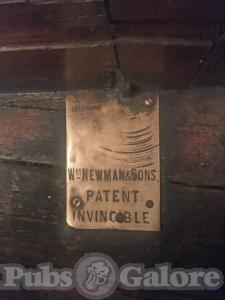 Wᴹ NEWMAN & SONS,
PATENT
INVINCIBLE
Pubs Galore